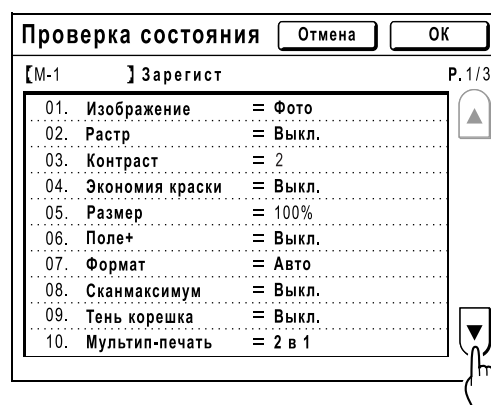 Проверка состояния Отмена ОК
【М-1 】Зарегист P.1/3
01. Изображение = Фото
02. Растр = Выкл.
03. Контраст = 2
04. Экономия краски = Выкл.
05. Размер = 100%
06. Поле+ = Выкл.
07. Формат = Авто
08. Сканмаксимум = Выкл.
09. Тень корешка = Выкл.
10. Мультип-печать = 2 в 1